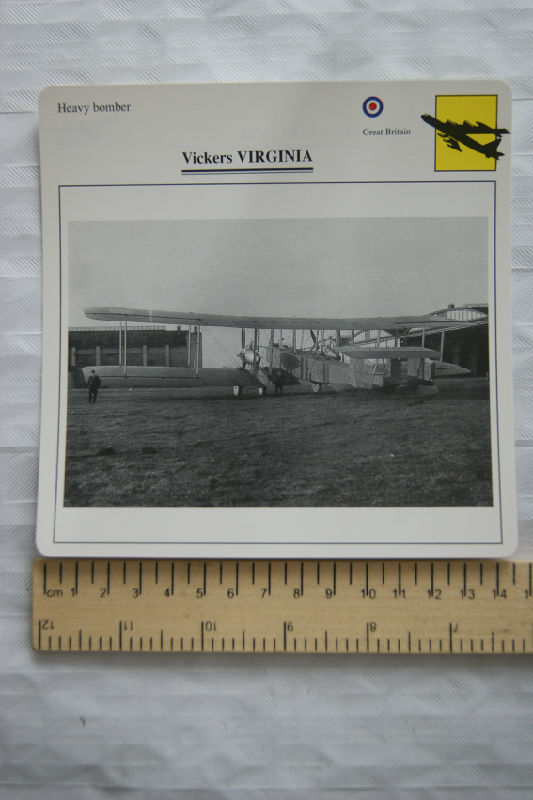 Heavy bomber
Great Britain
Vickers VIRGINIA
cm 1 2 3 4 5 6 7 8 9 10 11 12 13 14 1
12 11 10 9 8 7